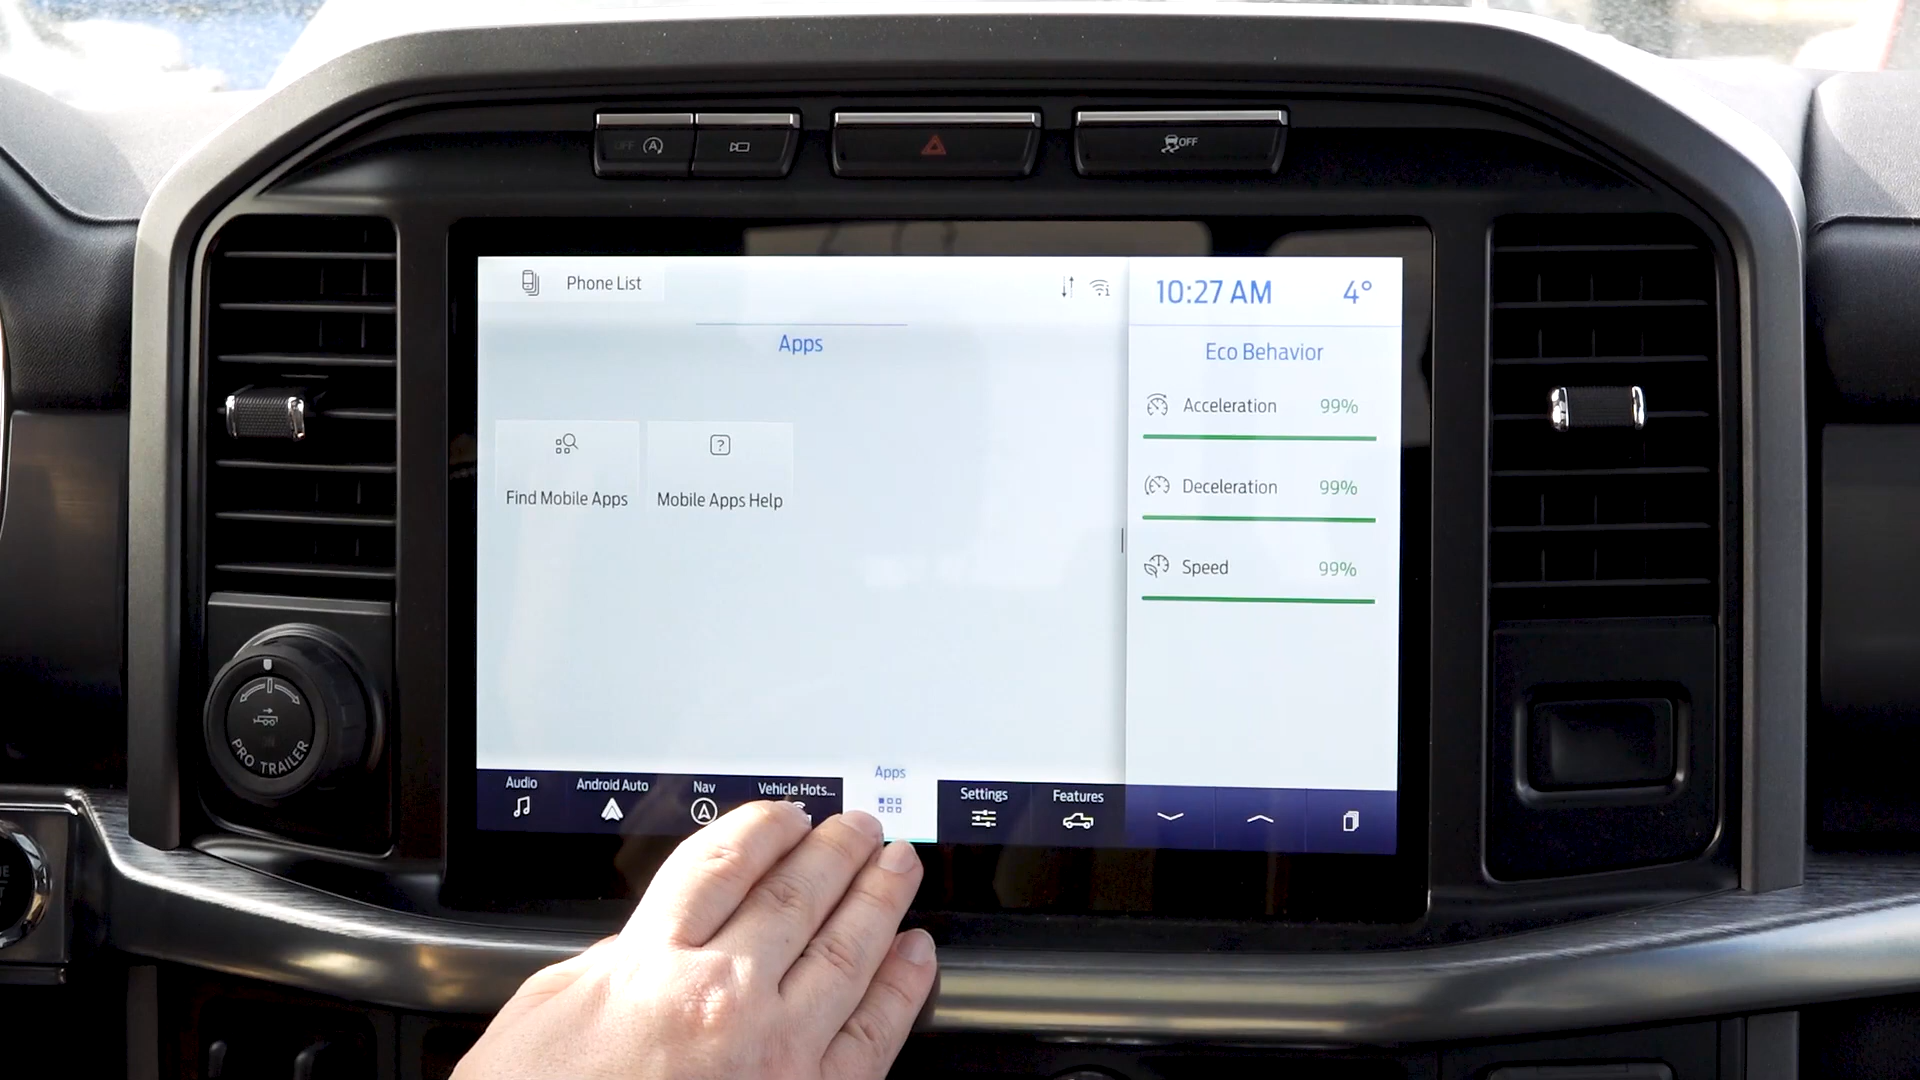 OFF A
OFF
Phone List
10:27 AM 4°
Apps
Eco Behavior
Acceleration 99%
Find Mobile Apps
? Mobile Apps Help
Deceleration 99%
Speed 99%
PRO TRAILER
Audio
Android Auto
Nav
Vehicle Hots...
Apps
Settings
Features